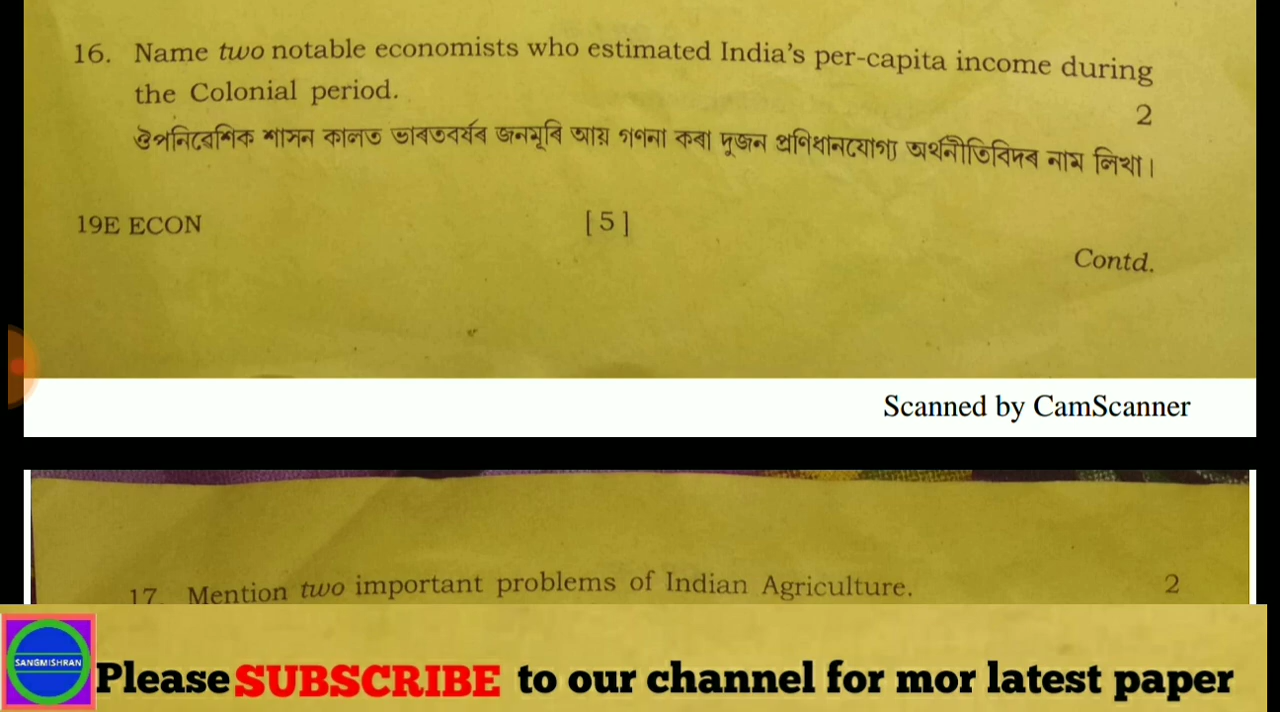 16. Name two notable economists who estimated India's per-capita income during
the Colonial period.
2
ঔপনিৱেশিক শাসন কালত ভাৰতবৰ্ষৰ জনমূৰি আয় গণনা কৰা দুজন প্ৰণিধানযোগ্য অৰ্থনীতিবিদৰ নাম লিখা।
19E ECON
[ 5 ]
Contd.
Scanned by CamScanner
17 Mention two important problems of Indian Agriculture. 2
SANGMISHRAN
Please SUBSCRIBE to our channel for mor latest paper